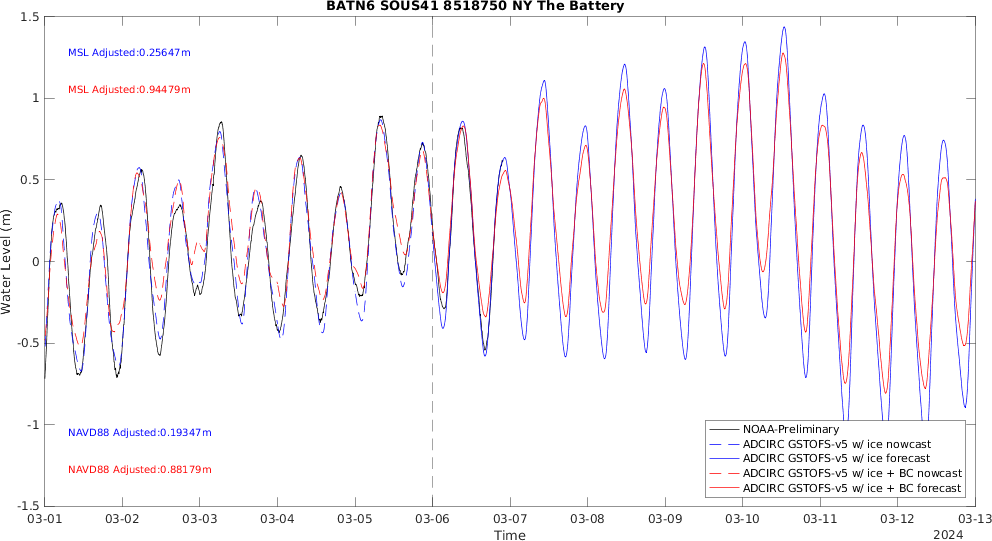 BATN6 SOUS41 8518750 NY The Battery
MSL Adjusted:0.25647m
MSL Adjusted:0.94479m
NAVD88 Adjusted:0.19347m
NAVD88 Adjusted:0.88179m
Water Level (m)
1.5
1
0.5
0
-0.5
-1
-1.5
NOAA-Preliminary
ADCIRC GSTOFS-v5 w/ ice nowcast
ADCIRC GSTOFS-v5 w/ ice forecast
ADCIRC GSTOFS-v5 w/ ice + BC nowcast
ADCIRC GSTOFS-v5 w/ ice + BC forecast
03-01 03-02 03-03 03-04 03-05 03-06 03-07 03-08 03-09 03-10 03-11 03-12 03-13
Time
2024